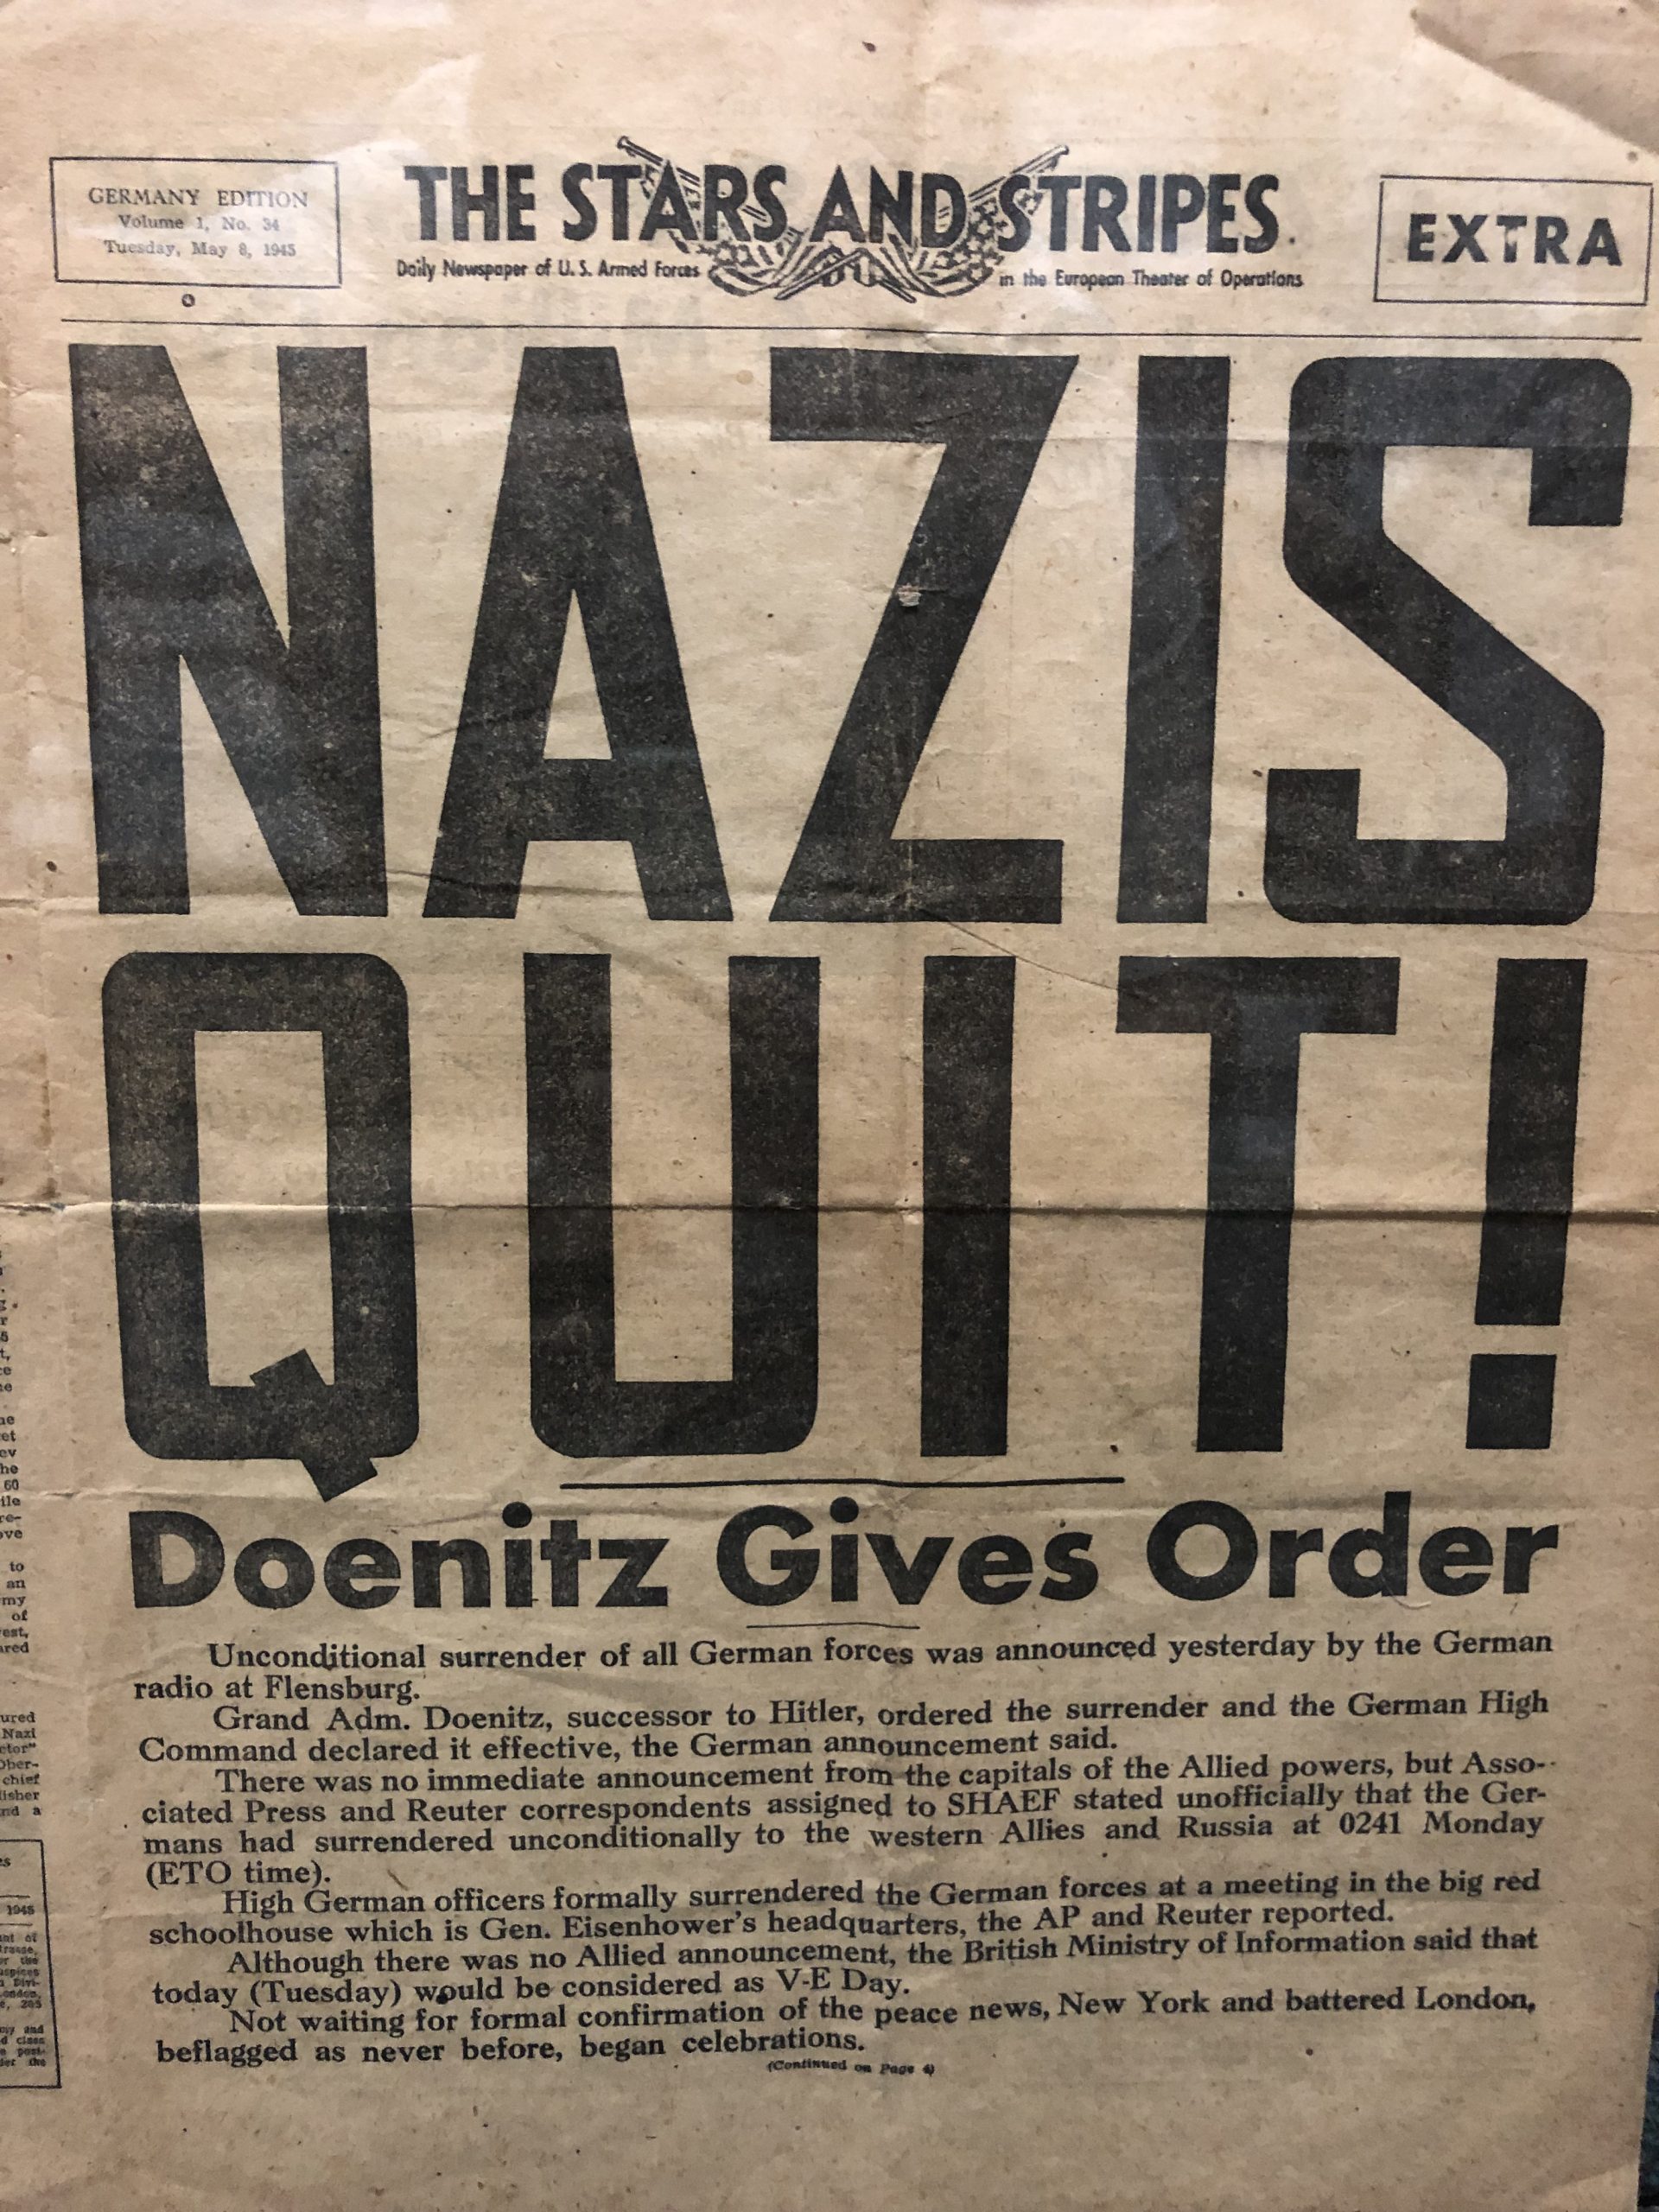 GERMANY EDITION
Volume 1, No. 34
Tuesday, May 8, 1945
THE STARS AND STRIPES
Daily Newspaper of U. S. Armed Forces
in the European Theater of Operations
EXTRA
NAZIS
QUIT!
Doenitz Gives Order
Unconditional surrender of all German forces was announced yesterday by the German
radio at Flensburg.
Grand Adm. Doenitz, successor to Hitler, ordered the surrender and the German High
Command declared it effective, the German announcement said.
There was no immediate announcement from the capitals of the Allied powers, but Asso-
ciated Press and Reuter correspondents assigned to SHAEF stated unofficially that the Ger-
mans had surrendered unconditionally to the western Allies and Russia at 0241 Monday
(ETO time).
High German officers formally surrendered the German forces at a meeting in the big red
schoolhouse which is Gen. Eisenhower's headquarters, the AP and Reuter reported.
Although there was no Allied announcement, the British Ministry of Information said that
today (Tuesday) would be considered as V-E Day.
Not waiting for formal confirmation of the peace news, New York and battered London,
beflagged as never before, began celebrations.
(Continued on Page 4)